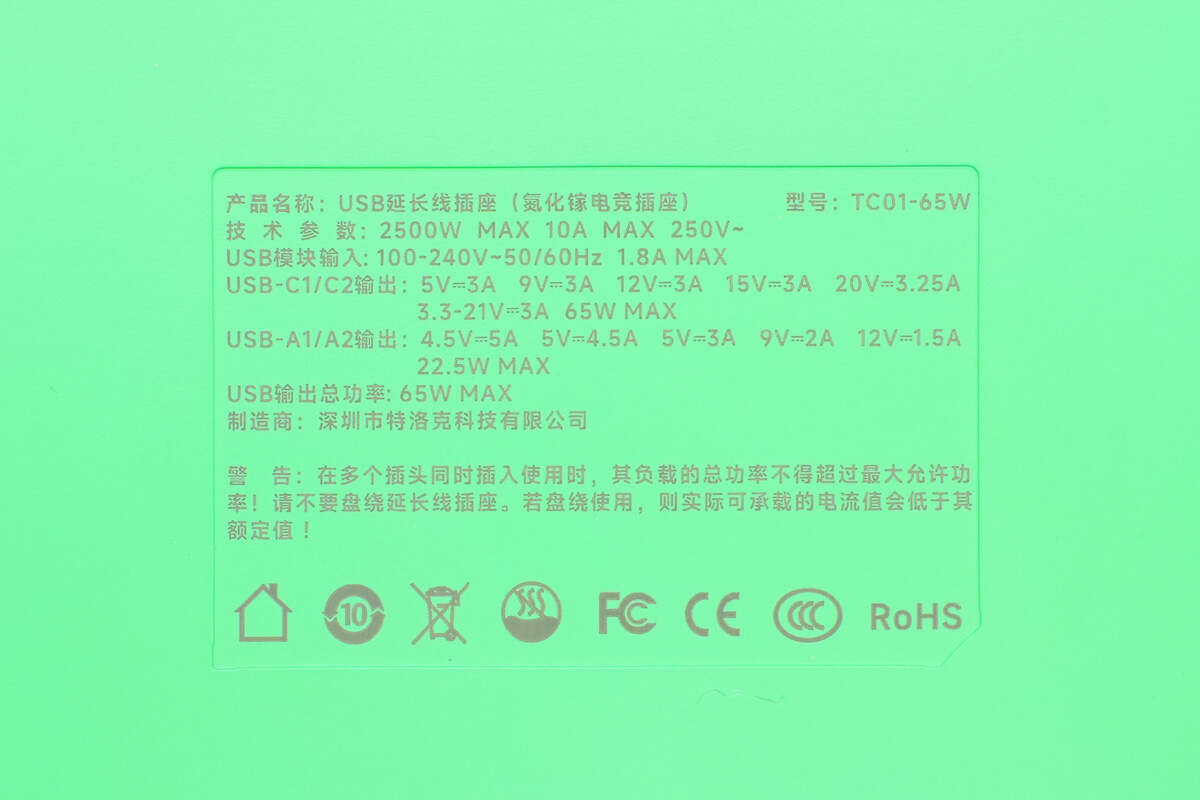 产品名称：USB延长线插座（氮化镓电竞插座） 型号：TC01-65W
技 术 参 数：2500W MAX 10A MAX 250V~
USB模块输入：100-240V~50/60Hz 1.8A MAX
USB-C1/C2输出：5V⎓3A 9V⎓3A 12V⎓3A 15V⎓3A 20V⎓3.25A
3.3-21V⎓3A 65W MAX
USB-A1/A2输出：4.5V⎓5A 5V⎓4.5A 5V⎓3A 9V⎓2A 12V⎓1.5A
22.5W MAX
USB输出总功率：65W MAX
制造商：深圳市特洛克科技有限公司
警 告：在多个插头同时插入使用时，其负载的总功率不得超过最大允许功
率！请不要盘绕延长线插座。若盘绕使用，则实际可承载的电流值会低于其
额定值！
10 FC CE CCC RoHS